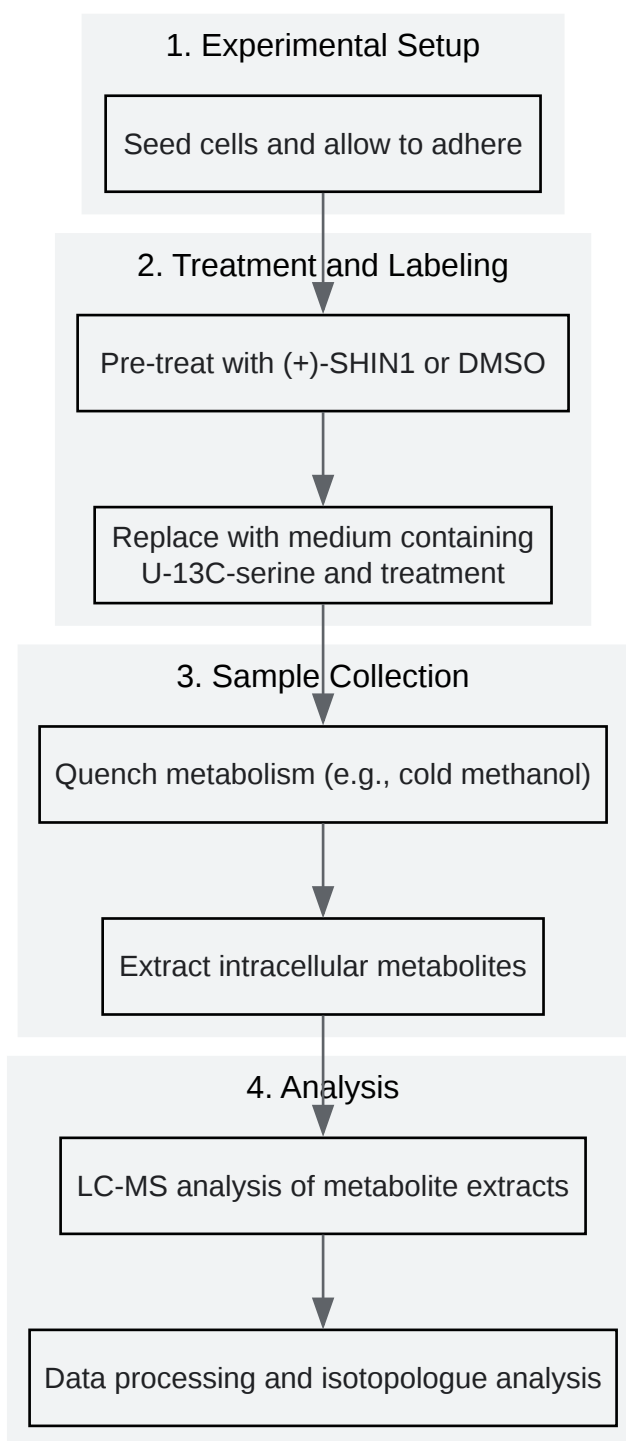 1. Experimental Setup
Seed cells and allow to adhere
2. Treatment and Labeling
Pre-treat with (+)-SHIN1 or DMSO
Replace with medium containing
U-13C-serine and treatment
3. Sample Collection
Quench metabolism (e.g., cold methanol)
Extract intracellular metabolites
4. Analysis
LC-MS analysis of metabolite extracts
Data processing and isotopologue analysis